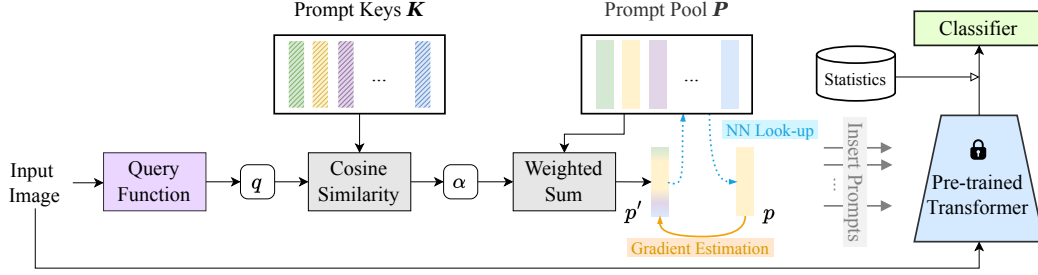 Prompt Keys K
Prompt Pool P
Classifier
Statistics
...
...
NN Look-up
Insert Prompts
...
Input
Image
Query
Function
q
Cosine
Similarity
α
Weighted
Sum
p′
p
Gradient Estimation
Pre-trained
Transformer